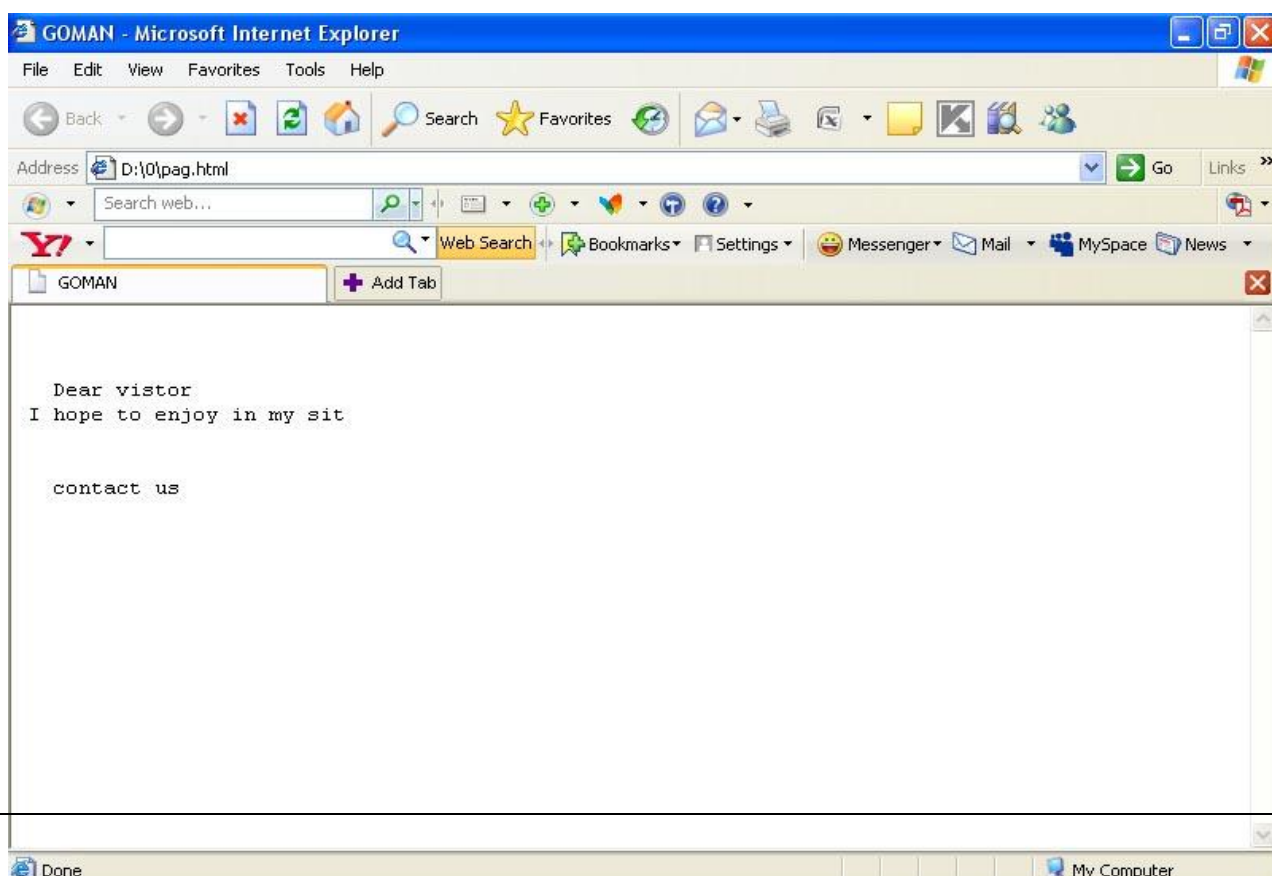 GOMAN - Microsoft Internet Explorer
File Edit View Favorites Tools Help
Back Search Favorites
Address D:\0\pag.html Go Links »
Search web...
Y! Web Search Bookmarks Settings Messenger Mail MySpace News
GOMAN Add Tab
Dear vistor
I hope to enjoy in my sit
contact us
Done My Computer